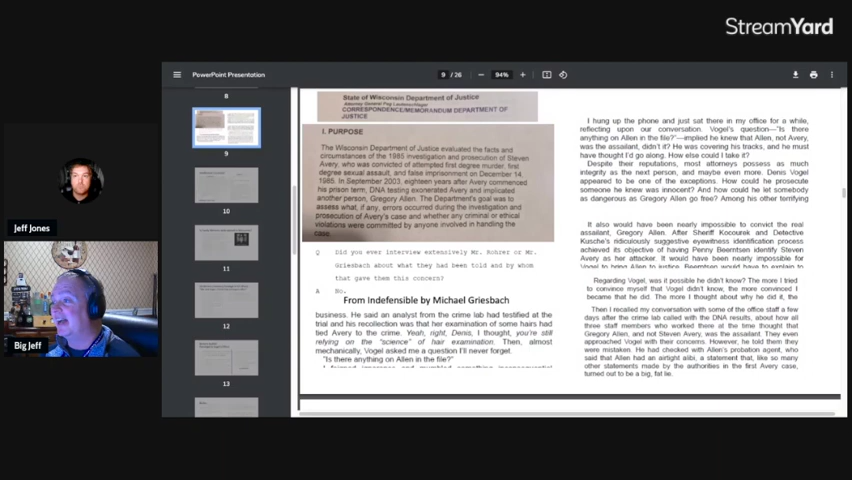 StreamYard
PowerPoint Presentation
9 / 26
94%
8
9
10
11
12
13
Jeff Jones
Big Jeff
State of Wisconsin Department of Justice
Attorney General Peg Lautenschlager
CORRESPONDENCE/MEMORANDUM DEPARTMENT OF
JUSTICE
I. PURPOSE
The Wisconsin Department of Justice evaluated the facts and
circumstances of the 1985 investigation and prosecution of Steven
Avery, who was convicted of attempted first degree murder, first
degree sexual assault, and false imprisonment on December 14,
1985. In September 2003, eighteen years after Avery commenced
his prison term, DNA testing exonerated Avery and implicated
another person, Gregory Allen. The Department's goal was to
assess what, if any, errors occurred during the investigation and
prosecution of Avery's case and whether any criminal or ethical
violations were committed by anyone involved in handling the
case.
Q Did you ever interview extensively Mr. Rohrer or Mr.
Griesbach about what they had been told and by whom
that gave them this concern?
A No.
From Indefensible by Michael Griesbach
business. He said an analyst from the crime lab had testified at the
trial and his recollection was that her examination of some hairs had
tied Avery to the crime. Yeah, right, Denis, I thought, you're still
relying on the "science" of hair examination. Then, almost
mechanically, Vogel asked me a question I'll never forget.
"Is there anything on Allen in the file?"
I hung up the phone and just sat there in my office for a while,
reflecting upon our conversation. Vogel's question—"Is there
anything on Allen in the file?"—implied he knew that Allen, not Avery,
was the assailant, didn't it? He was covering his tracks, and he must
have thought I'd go along. How else could I take it?
Despite their reputations, most attorneys possess as much
integrity as the next person, and maybe even more. Denis Vogel
appeared to be one of the exceptions. How could he prosecute
someone he knew was innocent? And how could he let somebody
as dangerous as Gregory Allen go free? Among his other terrifying
It also would have been nearly impossible to convict the real
assailant, Gregory Allen. After Sheriff Kocourek and Detective
Kusche's ridiculously suggestive eyewitness identification process
achieved its objective of having Penny Beerntsen identify Steven
Avery as her attacker. It would have been nearly impossible for
Vogel to bring Allen to justice. Beerntsen would have to explain to
Regarding Vogel, was it possible he didn't know? The more I tried
to convince myself that Vogel didn't know, the more convinced I
became that he did. The more I thought about why he did it, the
Then I recalled my conversation with some of the office staff a few
days after the crime lab called with the DNA results, about how all
three staff members who worked there at the time thought that
Gregory Allen, and not Steven Avery, was the assailant. They even
approached Vogel with their concerns. However, he told them they
were mistaken. He had checked with Allen's probation agent, who
said that Allen had an airtight alibi, a statement that, like so many
other statements made by the authorities in the first Avery case,
turned out to be a big, fat lie.